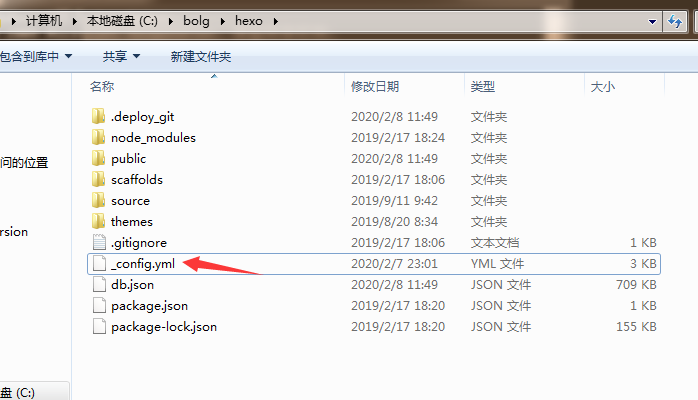 计算机 本地磁盘 (C:) bolg hexo
包含到库中 共享 新建文件夹
名称 修改日期 类型 大小
.deploy_git 2020/2/8 11:49 文件夹
node_modules 2019/2/17 18:24 文件夹
public 2020/2/8 11:49 文件夹
问的位置
scaffolds 2019/2/17 18:06 文件夹
source 2019/9/11 9:42 文件夹
themes 2019/8/20 8:34 文件夹
rsion
.gitignore 2019/2/17 18:06 文本文档 1 KB
_config.yml 2020/2/7 23:01 YML 文件 3 KB
db.json 2020/2/8 11:49 JSON 文件 709 KB
package.json 2019/2/17 18:20 JSON 文件 1 KB
package-lock.json 2019/2/17 18:20 JSON 文件 155 KB
盘 (C:)